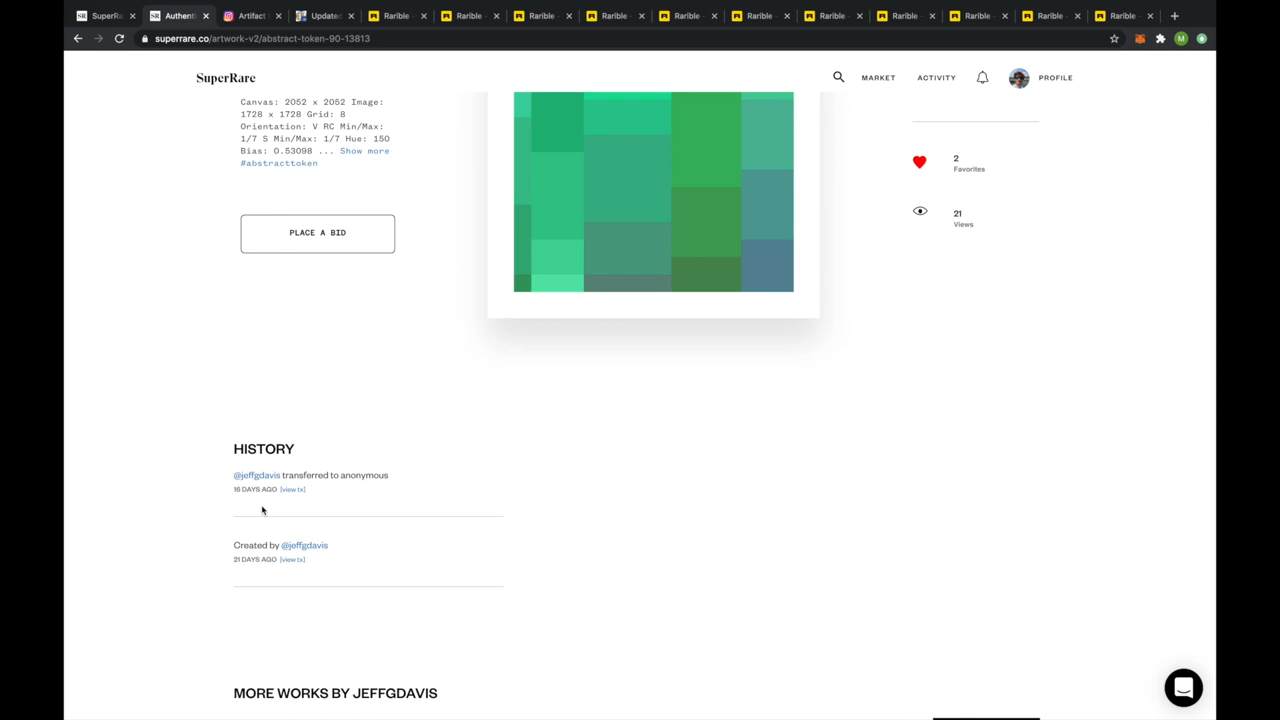 SuperRa
Authenti
Artifact
Updated
Rarible
Rarible
Rarible
Rarible
Rarible
Rarible
Rarible
Rarible
Rarible
Rarible
Rarible
superrare.co/artwork-v2/abstract-token-90-13813
M
SuperRare
MARKET
ACTIVITY
PROFILE
Canvas: 2052 x 2052 Image:
1728 x 1728 Grid: 8
Orientation: V RC Min/Max:
1/7 S Min/Max: 1/7 Hue: 150
Bias: 0.53098 ... Show more
#abstracttoken
PLACE A BID
2
Favorites
21
Views
HISTORY
@jeffgdavis transferred to anonymous
16 DAYS AGO [view tx]
Created by @jeffgdavis
21 DAYS AGO [view tx]
MORE WORKS BY JEFFGDAVIS